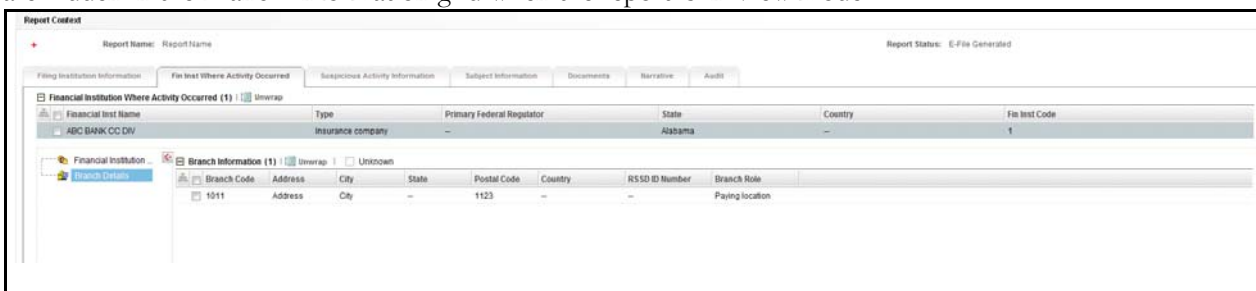 Report Context
+ Report Name: Report Name Report Status: E-File Generated
Filing Institution Information Fin Inst Where Activity Occurred Suspicious Activity Information Subject Information Documents Narrative Audit
Financial Institution Where Activity Occurred (1) | Unwrap
Financial Inst Name Type Primary Federal Regulator State Country Fin Inst Code
ABC BANK CC DIV Insurance company -- Alabama -- 1
Financial Institution ... Branch Information (1) | Unwrap | Unknown
Branch Details Branch Code Address City State Postal Code Country RSSD ID Number Branch Role
1011 Address City -- 1123 -- -- Paying location